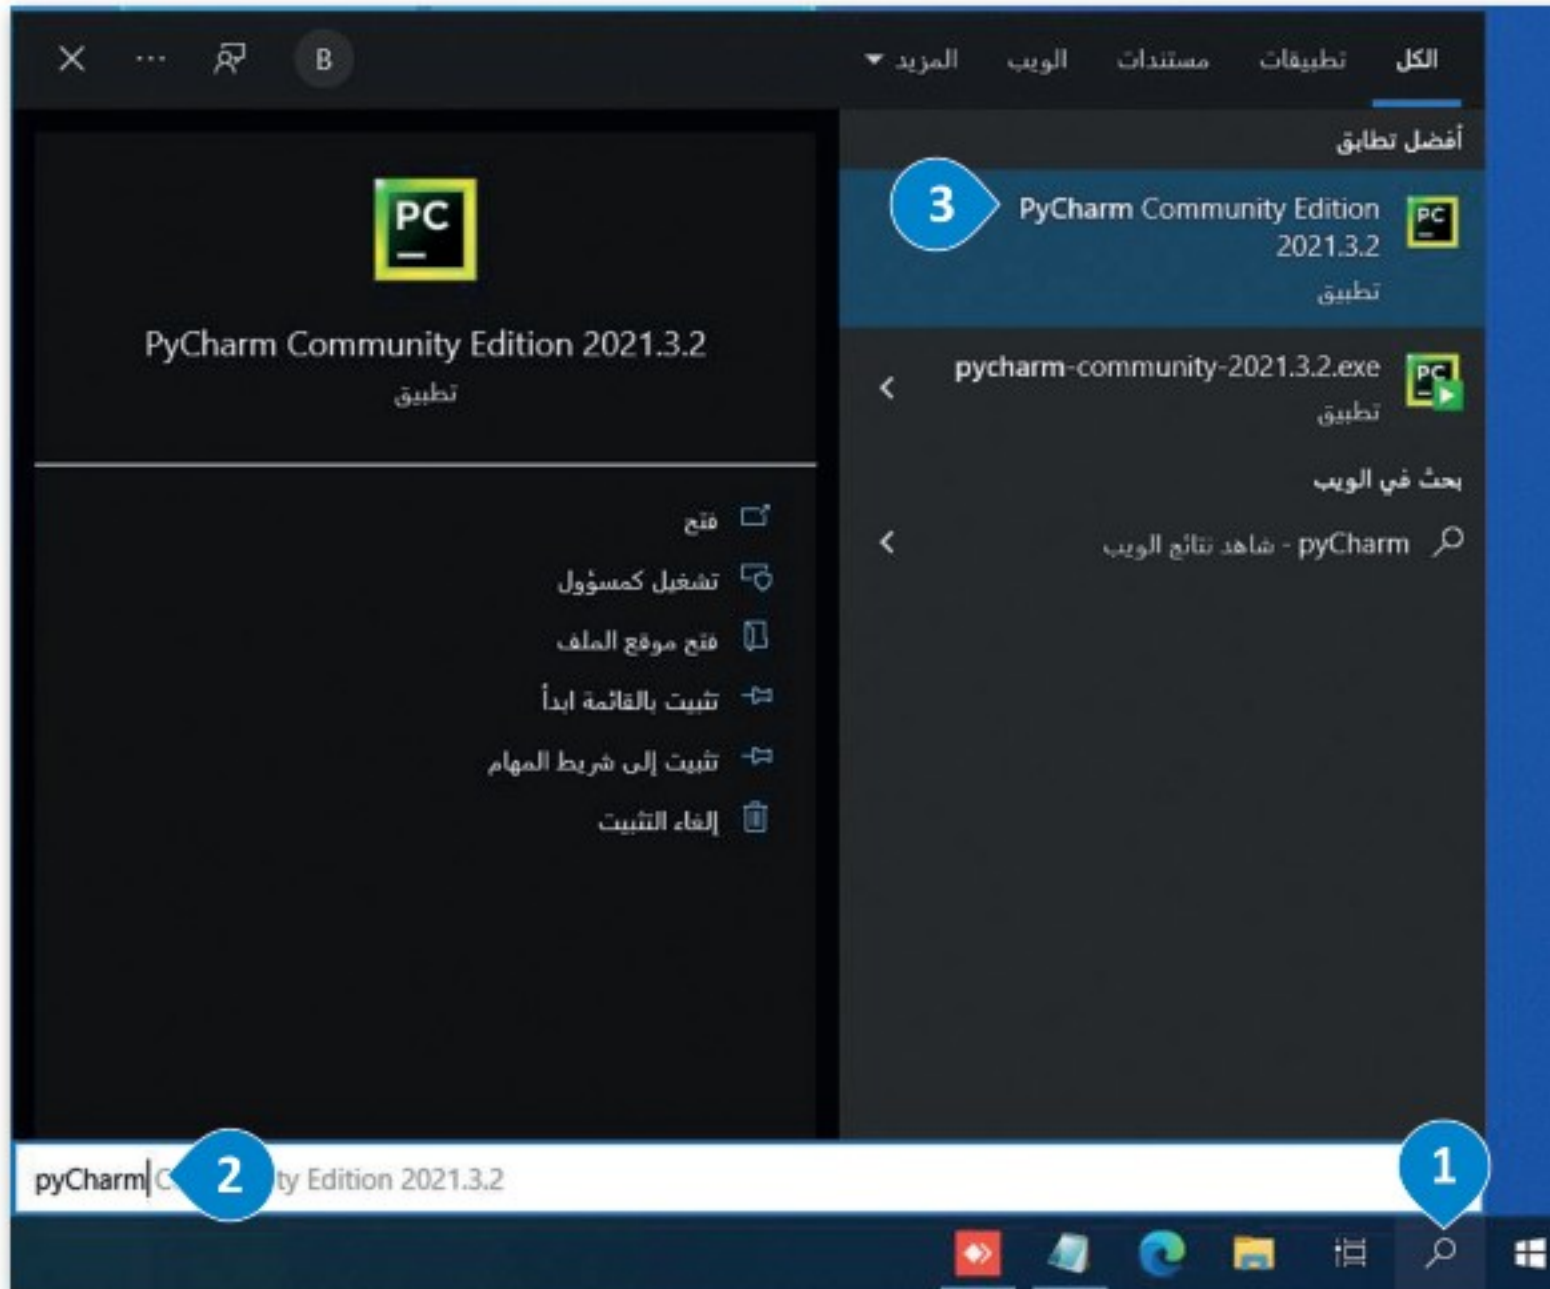 الكل تطبيقات مستندات الويب المزيد
B
أفضل تطابق
3
PyCharm Community Edition
2021.3.2
تطبيق
pycharm-community-2021.3.2.exe
تطبيق
بحث في الويب
pyCharm - شاهد نتائج الويب
PC
PyCharm Community Edition 2021.3.2
تطبيق
فتح
تشغيل كمسؤول
فتح موقع الملف
تثبيت بالقائمة ابدأ
تثبيت إلى شريط المهام
إلغاء التثبيت
pyCharm 2 ty Edition 2021.3.2
1